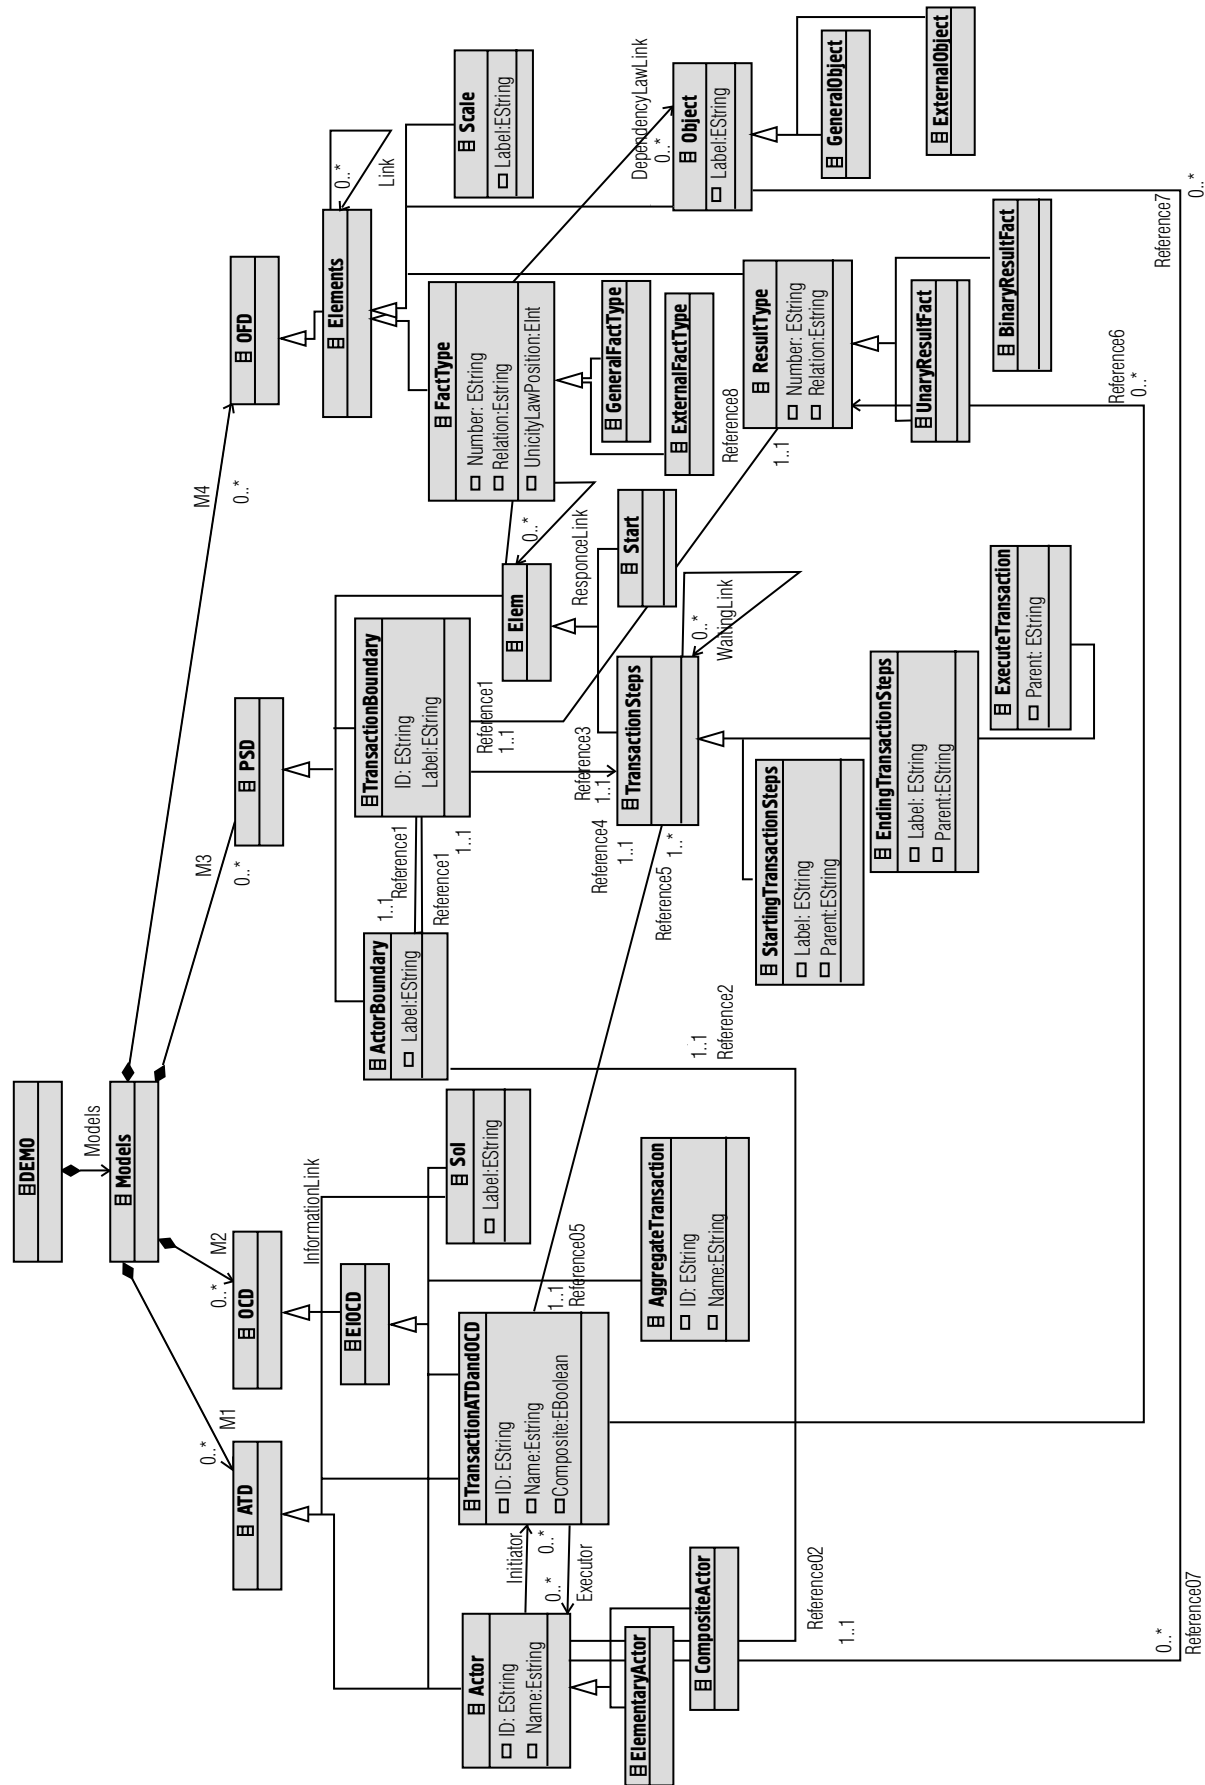 DEMO
Models
Models
M1
0..*
M2
0..*
M3
0..*
M4
0..*
ATD
OCD
PSD
OFD
InformationLink
EIOCD
Elements
0..*
Link
Actor
ID: EString
Name:Estring
Initiator
0..*
0..*
Executor
TransactionATDandOCD
ID: EString
Name:Estring
Composite:EBoolean
1..1
Reference05
Sol
Label:EString
AggregateTransaction
ID: EString
Name:EString
ElementaryActor
CompositeActor
Reference02
1..1
0..*
Reference07
ActorBoundary
Label:EString
1..1
Reference1
Reference1
1..1
TransactionBoundary
ID: EString
Label:EString
Reference1
1..1
1..1
Reference2
Elem
0..*
ResponceLink
Start
Reference3
1..1
Reference4
1..1
Reference5
1..*
TransactionSteps
0..*
WaitingLink
StartingTransactionSteps
Label: EString
Parent:EString
EndingTransactionSteps
Label: EString
Parent:EString
ExecuteTransaction
Parent: EString
FactType
Number: EString
Relation:Estring
UnicityLawPosition:EInt
GeneralFactType
ExternalFactType
Reference8
1..1
ResultType
Number: EString
Relation:Estring
UnaryResultFact
BinaryResultFact
Reference6
0..*
Scale
Label:EString
DependencyLawLink
0..*
Object
Label:EString
GeneralObject
ExternalObject
Reference7
0..*